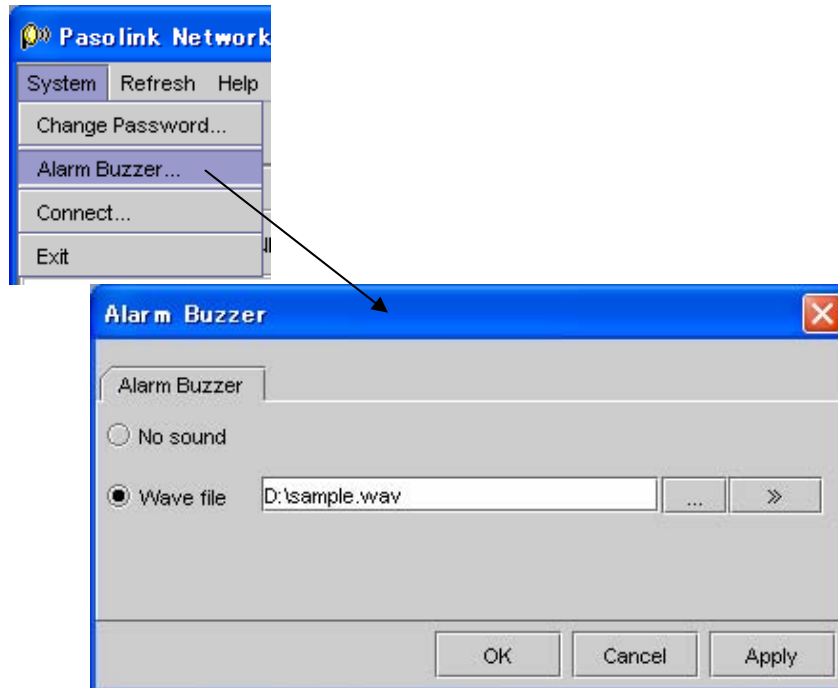 Pasolink Network
System Refresh Help
Change Password...
Alarm Buzzer...
Connect...
Exit
Alarm Buzzer
Alarm Buzzer
No sound
Wave file D:\sample.wav ... »
OK Cancel Apply